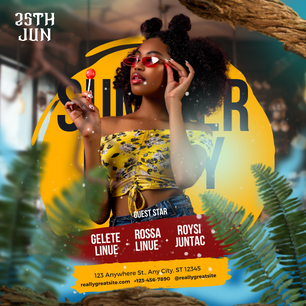 25TH
JUN
SUMMER
GUEST STAR
GELETE
LINUE
ROSSA
LINUE
ROYSI
JUNTAC
123 Anywhere St., Any City, ST 12345
reallygreatsite.com +123-456-7890 @reallygreatsite